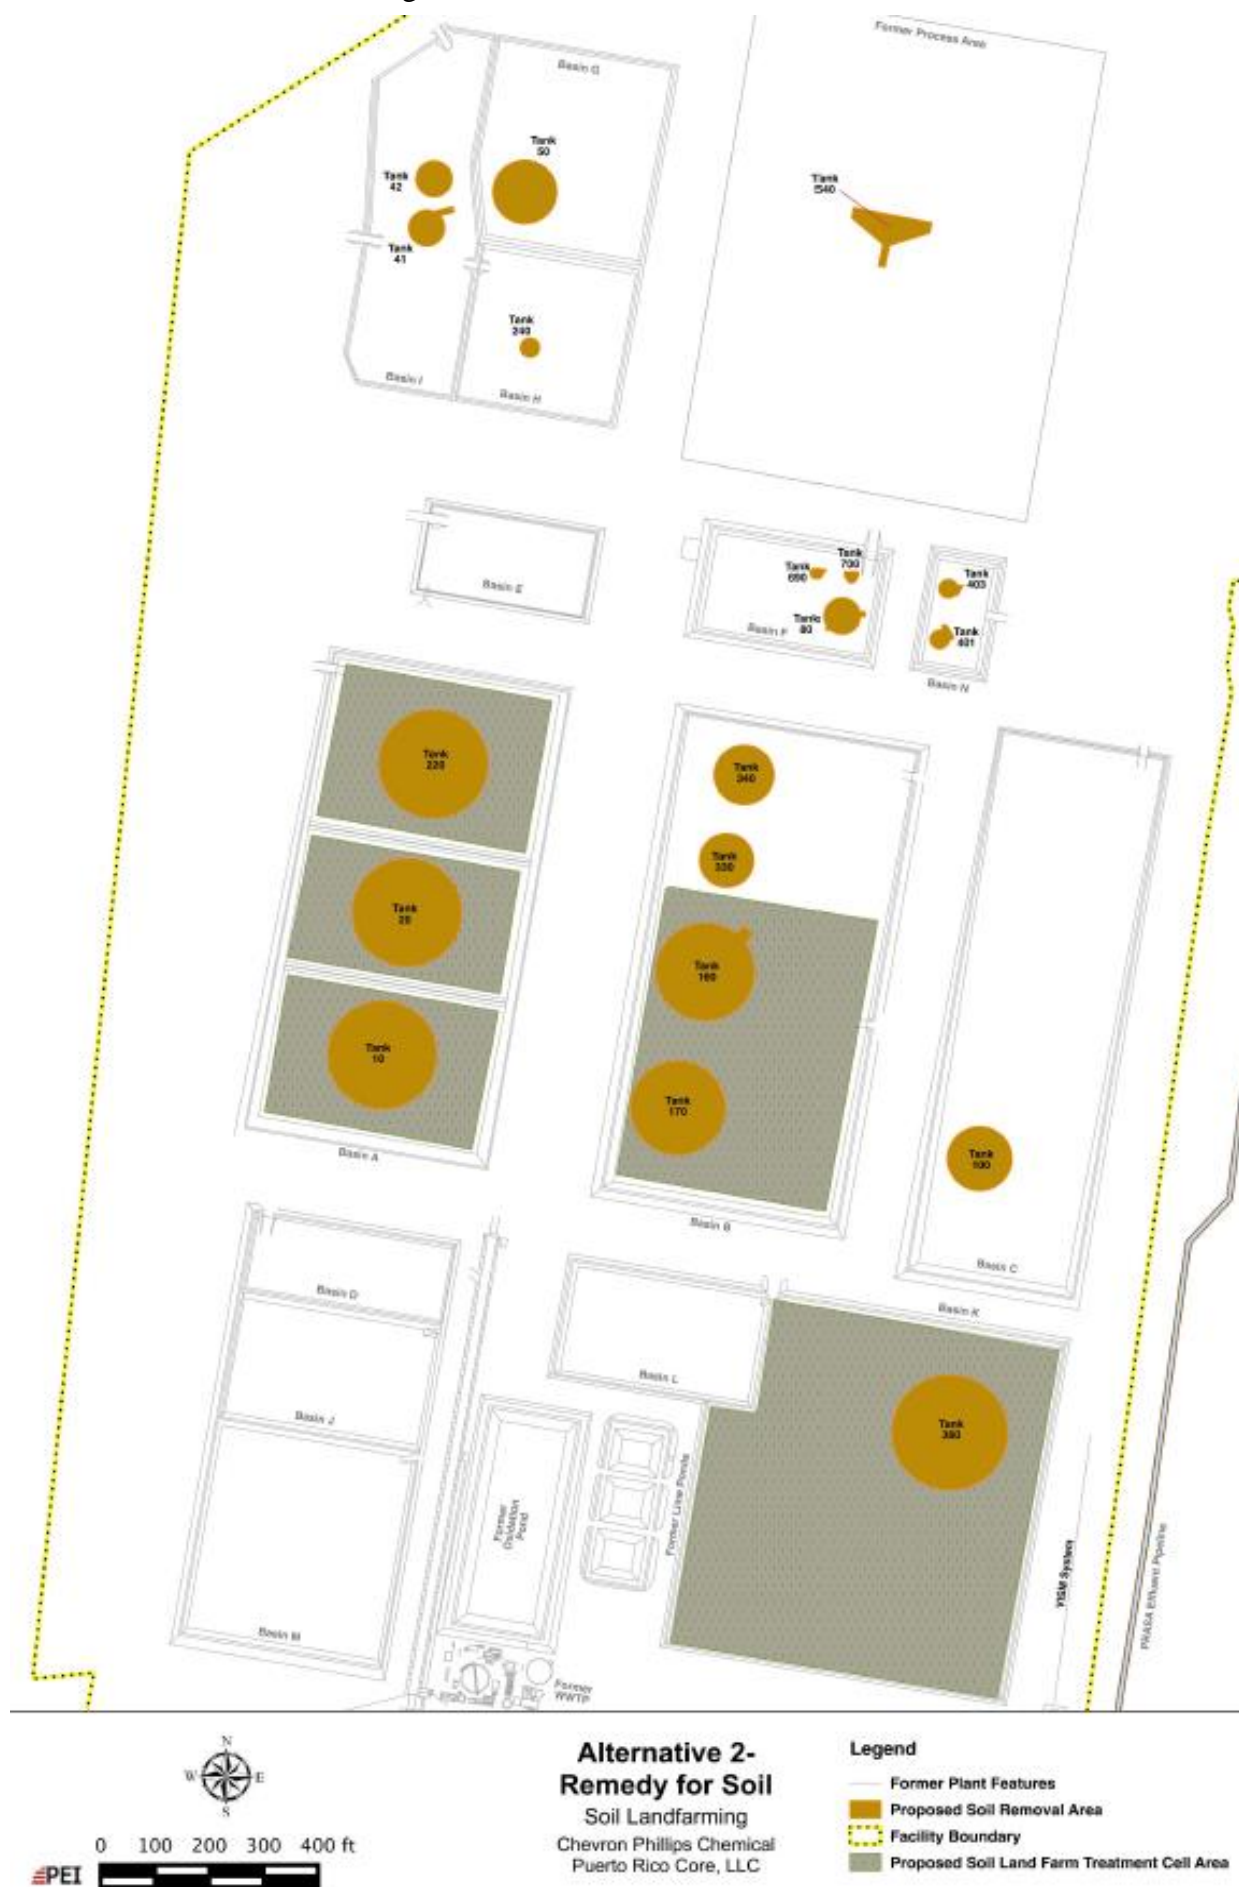 Former Process Area
Basin G
Tank
50
Tank
42
Tank
540
Tank
41
Tank
240
Basin I
Basin H
Tank
700
Tank
690
Tank
403
Basin E
Tank
80
Basin F
Tank
401
Basin N
Tank
220
Tank
340
Tank
330
Tank
20
Tank
160
Tank
10
Tank
170
Basin A
Tank
100
Basin B
Basin C
Basin D
Basin K
Basin L
Basin J
Tank
380
Former
Oxidation
Pond
Former Lime Ponds
VISM System
PRASA Effluent Pipeline
Basin M
Former
WWTP
N
W
E
S
0 100 200 300 400 ft
PEI
Alternative 2-
Remedy for Soil
Soil Landfarming
Chevron Phillips Chemical
Puerto Rico Core, LLC
Legend
Former Plant Features
Proposed Soil Removal Area
Facility Boundary
Proposed Soil Land Farm Treatment Cell Area